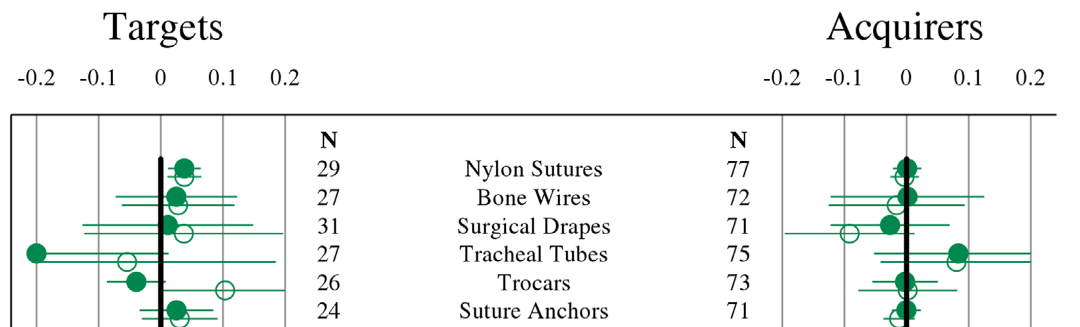 Targets Acquirers
-0.2 -0.1 0 0.1 0.2 -0.2 -0.1 0 0.1 0.2
N N
29 Nylon Sutures 77
27 Bone Wires 72
31 Surgical Drapes 71
27 Tracheal Tubes 75
26 Trocars 73
24 Suture Anchors 71